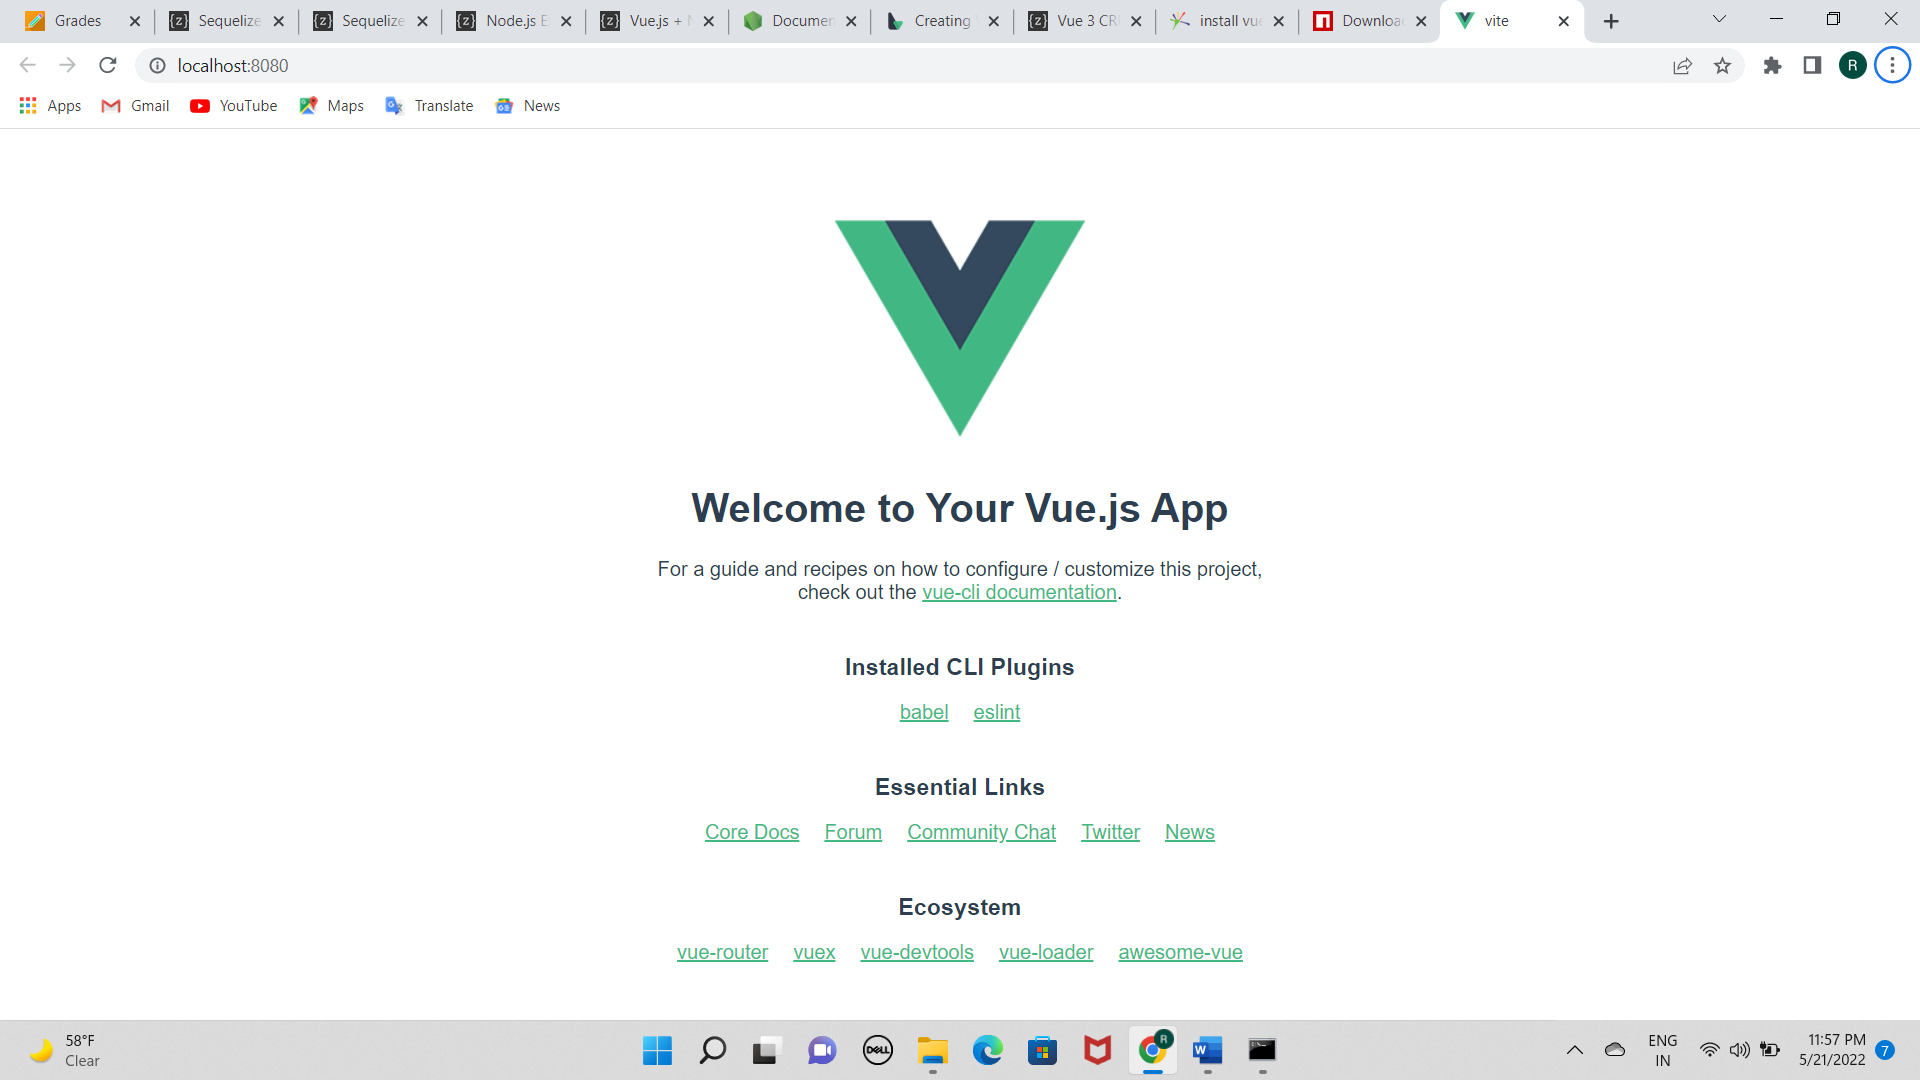 Grades
Sequelize
Sequelize
Node.js E
Vue.js +
Documen
Creating
Vue 3 CRU
install vue
Downloa
vite
localhost:8080
R
Apps
Gmail
YouTube
Maps
Translate
News
Welcome to Your Vue.js App
For a guide and recipes on how to configure / customize this project,
check out the vue-cli documentation.
Installed CLI Plugins
babel eslint
Essential Links
Core Docs Forum Community Chat Twitter News
Ecosystem
vue-router vuex vue-devtools vue-loader awesome-vue
58°F
Clear
DELL
R
W
ENG
IN
11:57 PM
5/21/2022
7